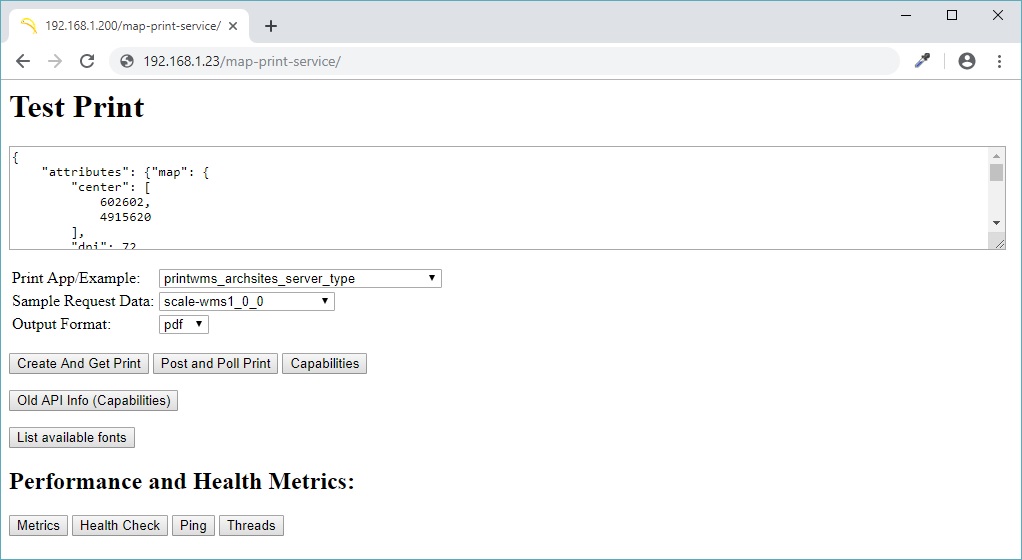 192.168.1.200/map-print-service/
192.168.1.23/map-print-service/
Test Print
{
    "attributes": {"map": {
        "center": [
            602602,
            4915620
        ],
        "dpi": 72
Print App/Example: printwms_archsites_server_type
Sample Request Data: scale-wms1_0_0
Output Format: pdf
Create And Get Print Post and Poll Print Capabilities
Old API Info (Capabilities)
List available fonts
Performance and Health Metrics:
Metrics Health Check Ping Threads